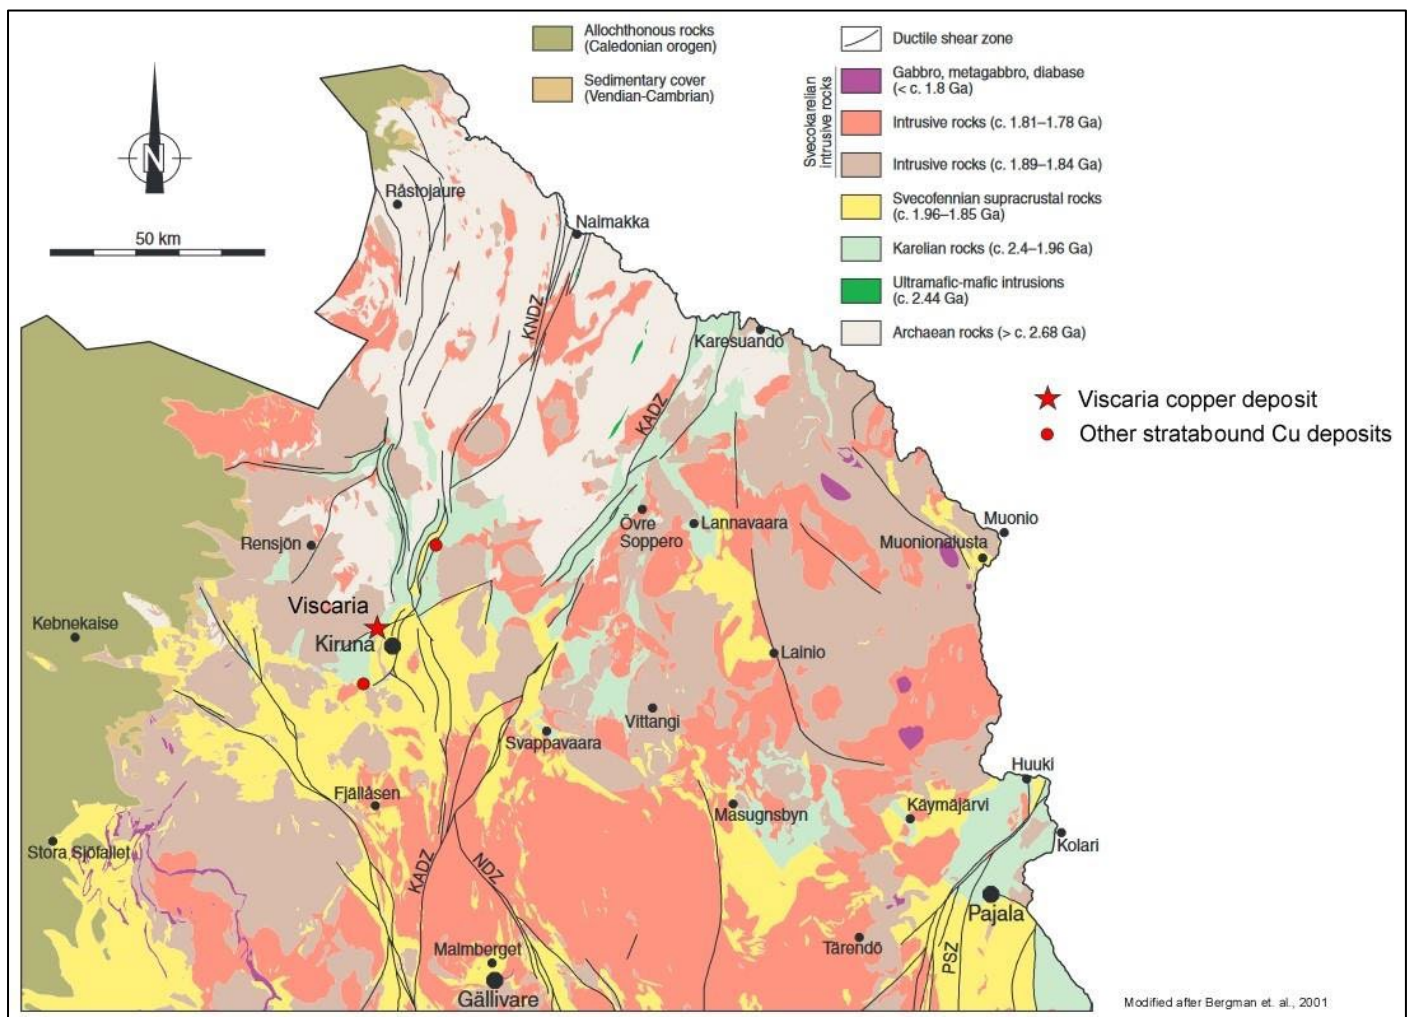 Allochthonous rocks
(Caledonian orogen)
Sedimentary cover
(Vendian-Cambrian)
Ductile shear zone
Svecokarelian
intrusive rocks
Gabbro, metagabbro, diabase
(< c. 1.8 Ga)
Intrusive rocks (c. 1.81–1.78 Ga)
Intrusive rocks (c. 1.89–1.84 Ga)
Svecofennian supracrustal rocks
(c. 1.96–1.85 Ga)
Karelian rocks (c. 2.4–1.96 Ga)
Ultramafic-mafic intrusions
(c. 2.44 Ga)
Archaean rocks (> c. 2.68 Ga)
Viscaria copper deposit
Other stratabound Cu deposits
N
50 km
Råstojaure
Naimakka
KNDZ
Karesuando
KADZ
Övre
Soppero
Lannavaara
Muonio
Muonionalusta
Rensjön
Viscaria
Kiruna
Kebnekaise
Lainio
Vittangi
Svappavaara
Huuki
Fjällåsen
Masugnsbyn
Käymäjärvi
Kolari
Stora Sjöfallet
KADZ
NDZ
Pajala
Tärendö
PSZ
Malmberget
Gällivare
Modified after Bergman et. al., 2001